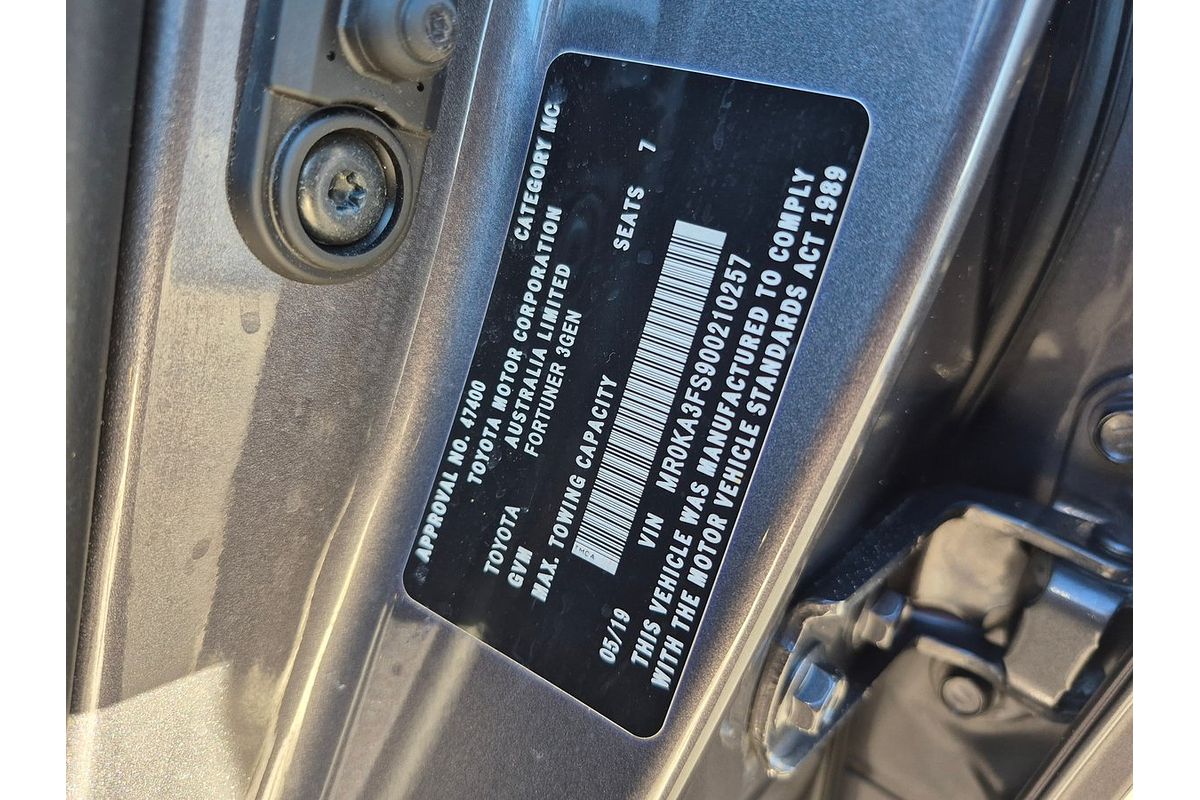 APPROVAL NO. 47400 CATEGORY MC
TOYOTA MOTOR CORPORATION
AUSTRALIA LIMITED
TOYOTA FORTUNER 3GEN
GVM SEATS 7
MAX. TOWING CAPACITY
TMCA
VIN MR0KA3FS900210257
05/19
THIS VEHICLE WAS MANUFACTURED TO COMPLY
WITH THE MOTOR VEHICLE STANDARDS ACT 1989